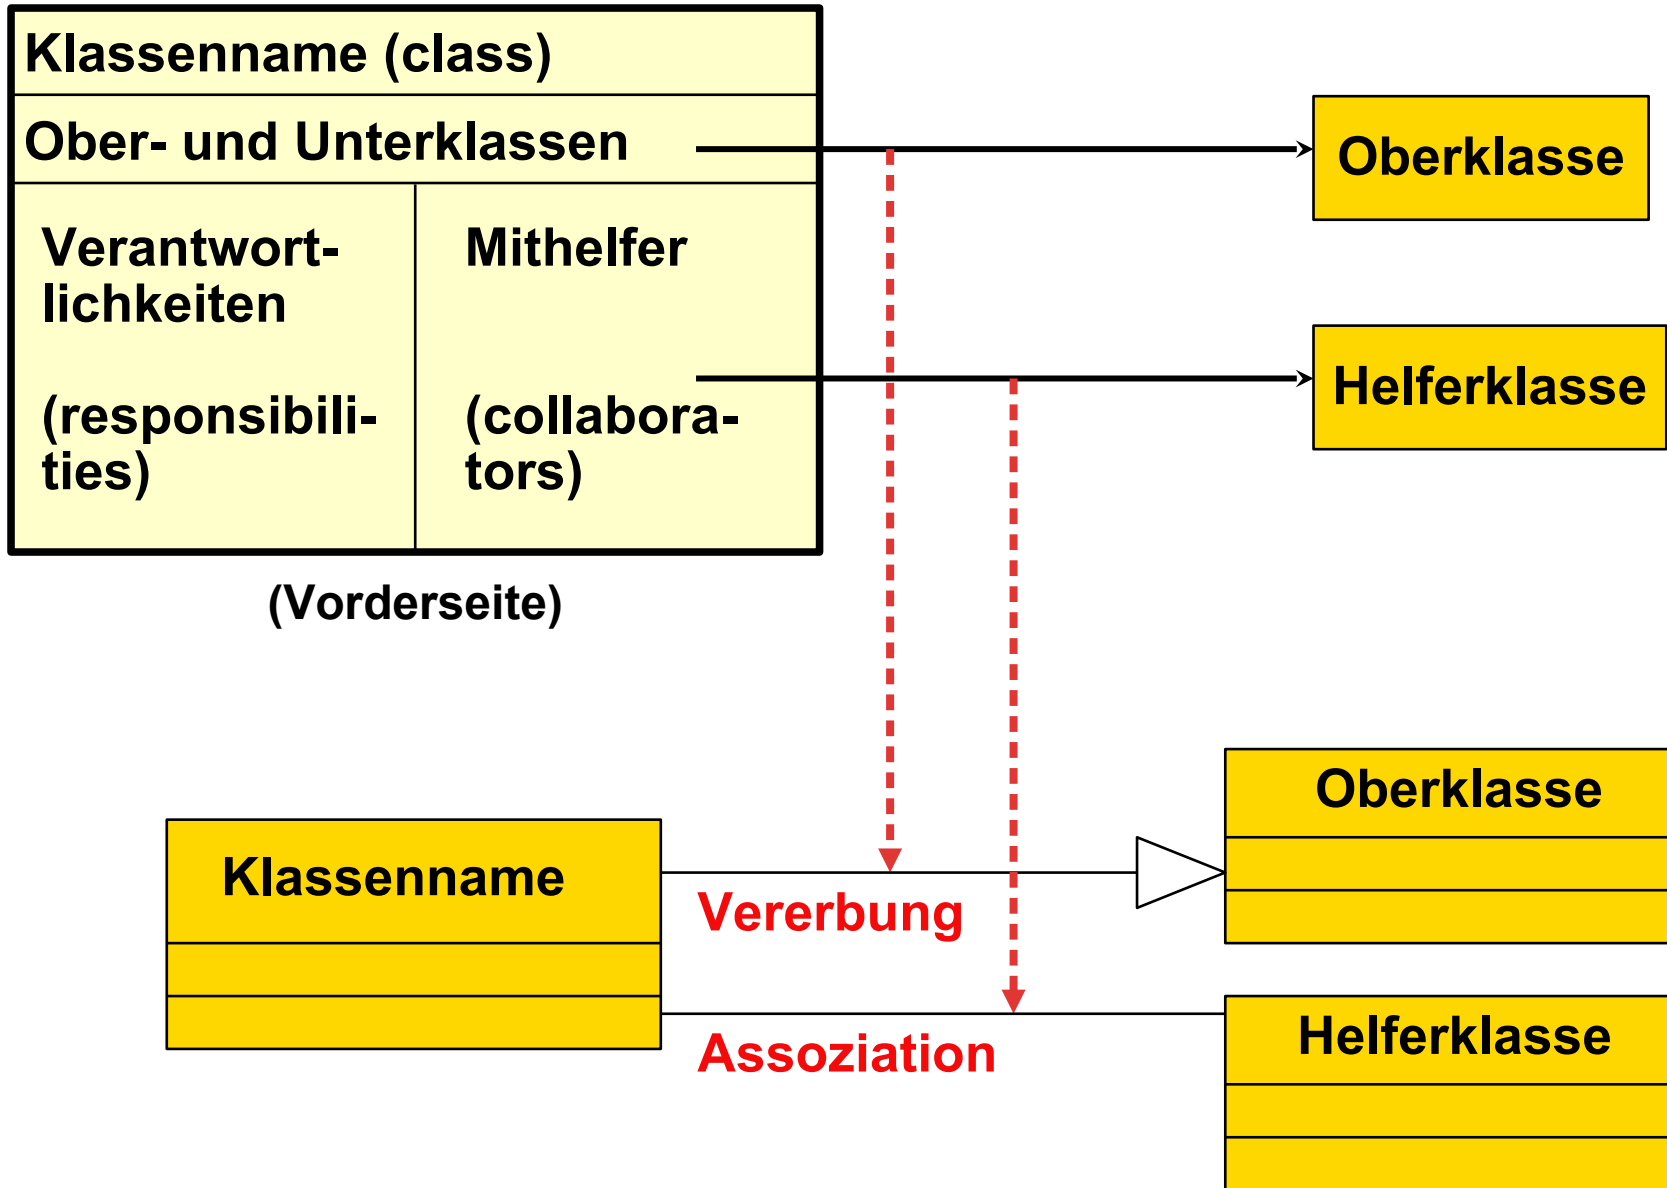 Klassenname (class)
Ober- und Unterklassen
Verantwort-
lichkeiten
(responsibili-
ties)
Mithelfer
(collabora-
tors)
(Vorderseite)
Oberklasse
Helferklasse
Klassenname
Vererbung
Assoziation
Oberklasse
Helferklasse